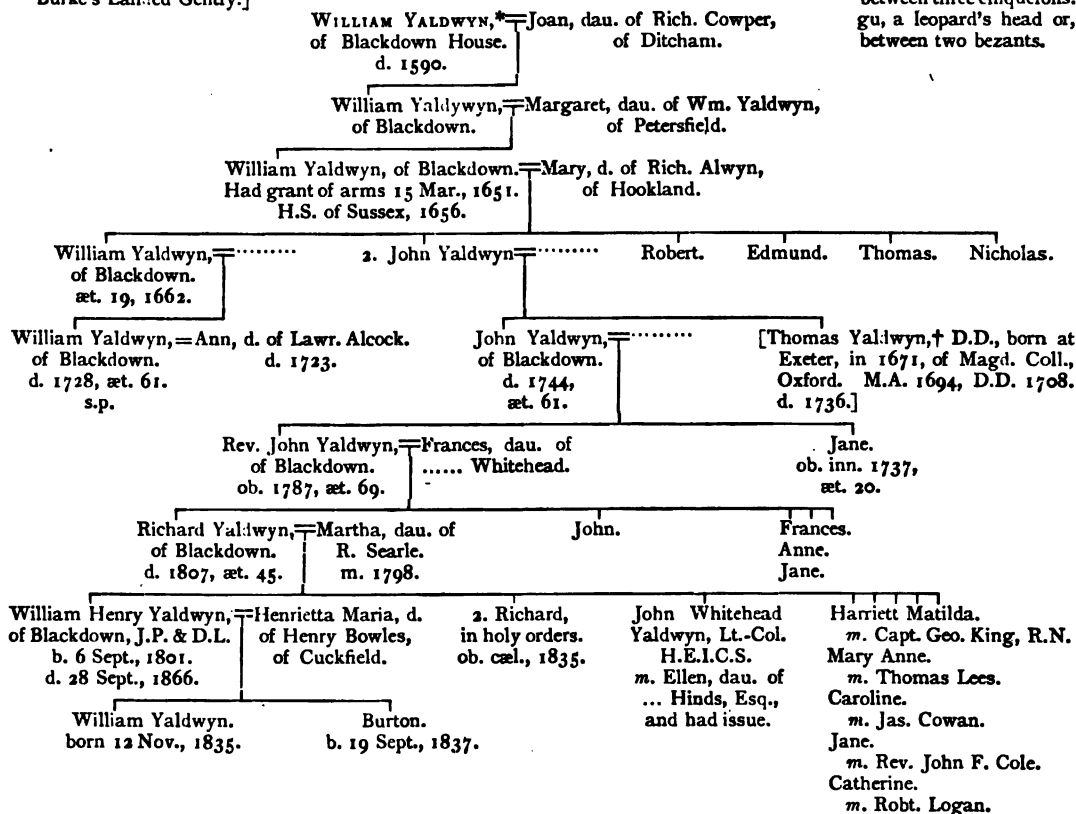 Burke's Landed Gentry.]
between three cinquefoils.
gu, a leopard's head or,
between two bezants.
WILLIAM YALDWYN,*=Joan, dau. of Rich. Cowper,
of Blackdown House. of Ditcham.
d. 1590.
William Yaldywyn,=Margaret, dau. of Wm. Yaldwyn,
of Blackdown. of Petersfield.
William Yaldwyn, of Blackdown.=Mary, d. of Rich. Alwyn,
Had grant of arms 15 Mar., 1651. of Hookland.
H.S. of Sussex, 1656.
William Yaldwyn,=.........
of Blackdown.
æt. 19, 1662.
2. John Yaldwyn=.........
Robert.
Edmund.
Thomas.
Nicholas.
William Yaldwyn,=Ann, d. of Lawr. Alcock.
of Blackdown. d. 1723.
d. 1728, æt. 61.
s.p.
John Yaldwyn,=.........
of Blackdown.
d. 1744,
æt. 61.
[Thomas Yaldwyn,† D.D., born at
Exeter, in 1671, of Magd. Coll.,
Oxford. M.A. 1694, D.D. 1708.
d. 1736.]
Rev. John Yaldwyn,=Frances, dau. of
of Blackdown. ...... Whitehead.
ob. 1787, æt. 69.
Jane.
ob. inn. 1737,
æt. 20.
Richard Yaldwyn,=Martha, dau. of
of Blackdown. R. Searle.
d. 1807, æt. 45. m. 1798.
John.
Frances.
Anne.
Jane.
William Henry Yaldwyn,=Henrietta Maria, d.
of Blackdown, J.P. & D.L. of Henry Bowles,
b. 6 Sept., 1801. of Cuckfield.
d. 28 Sept., 1866.
2. Richard,
in holy orders.
ob. cæl., 1835.
John Whitehead
Yaldwyn, Lt.-Col.
H.E.I.C.S.
m. Ellen, dau. of
... Hinds, Esq.,
and had issue.
Harriett Matilda.
m. Capt. Geo. King, R.N.
Mary Anne.
m. Thomas Lees.
Caroline.
m. Jas. Cowan.
Jane.
m. Rev. John F. Cole.
Catherine.
m. Robt. Logan.
William Yaldwyn.
born 12 Nov., 1835.
Burton.
b. 19 Sept., 1837.